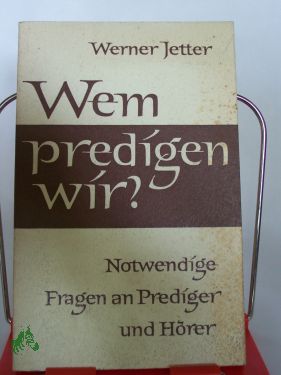 Werner Jetter
Wem
predigen
wir?
Notwendige
Fragen an Prediger
und Hörer